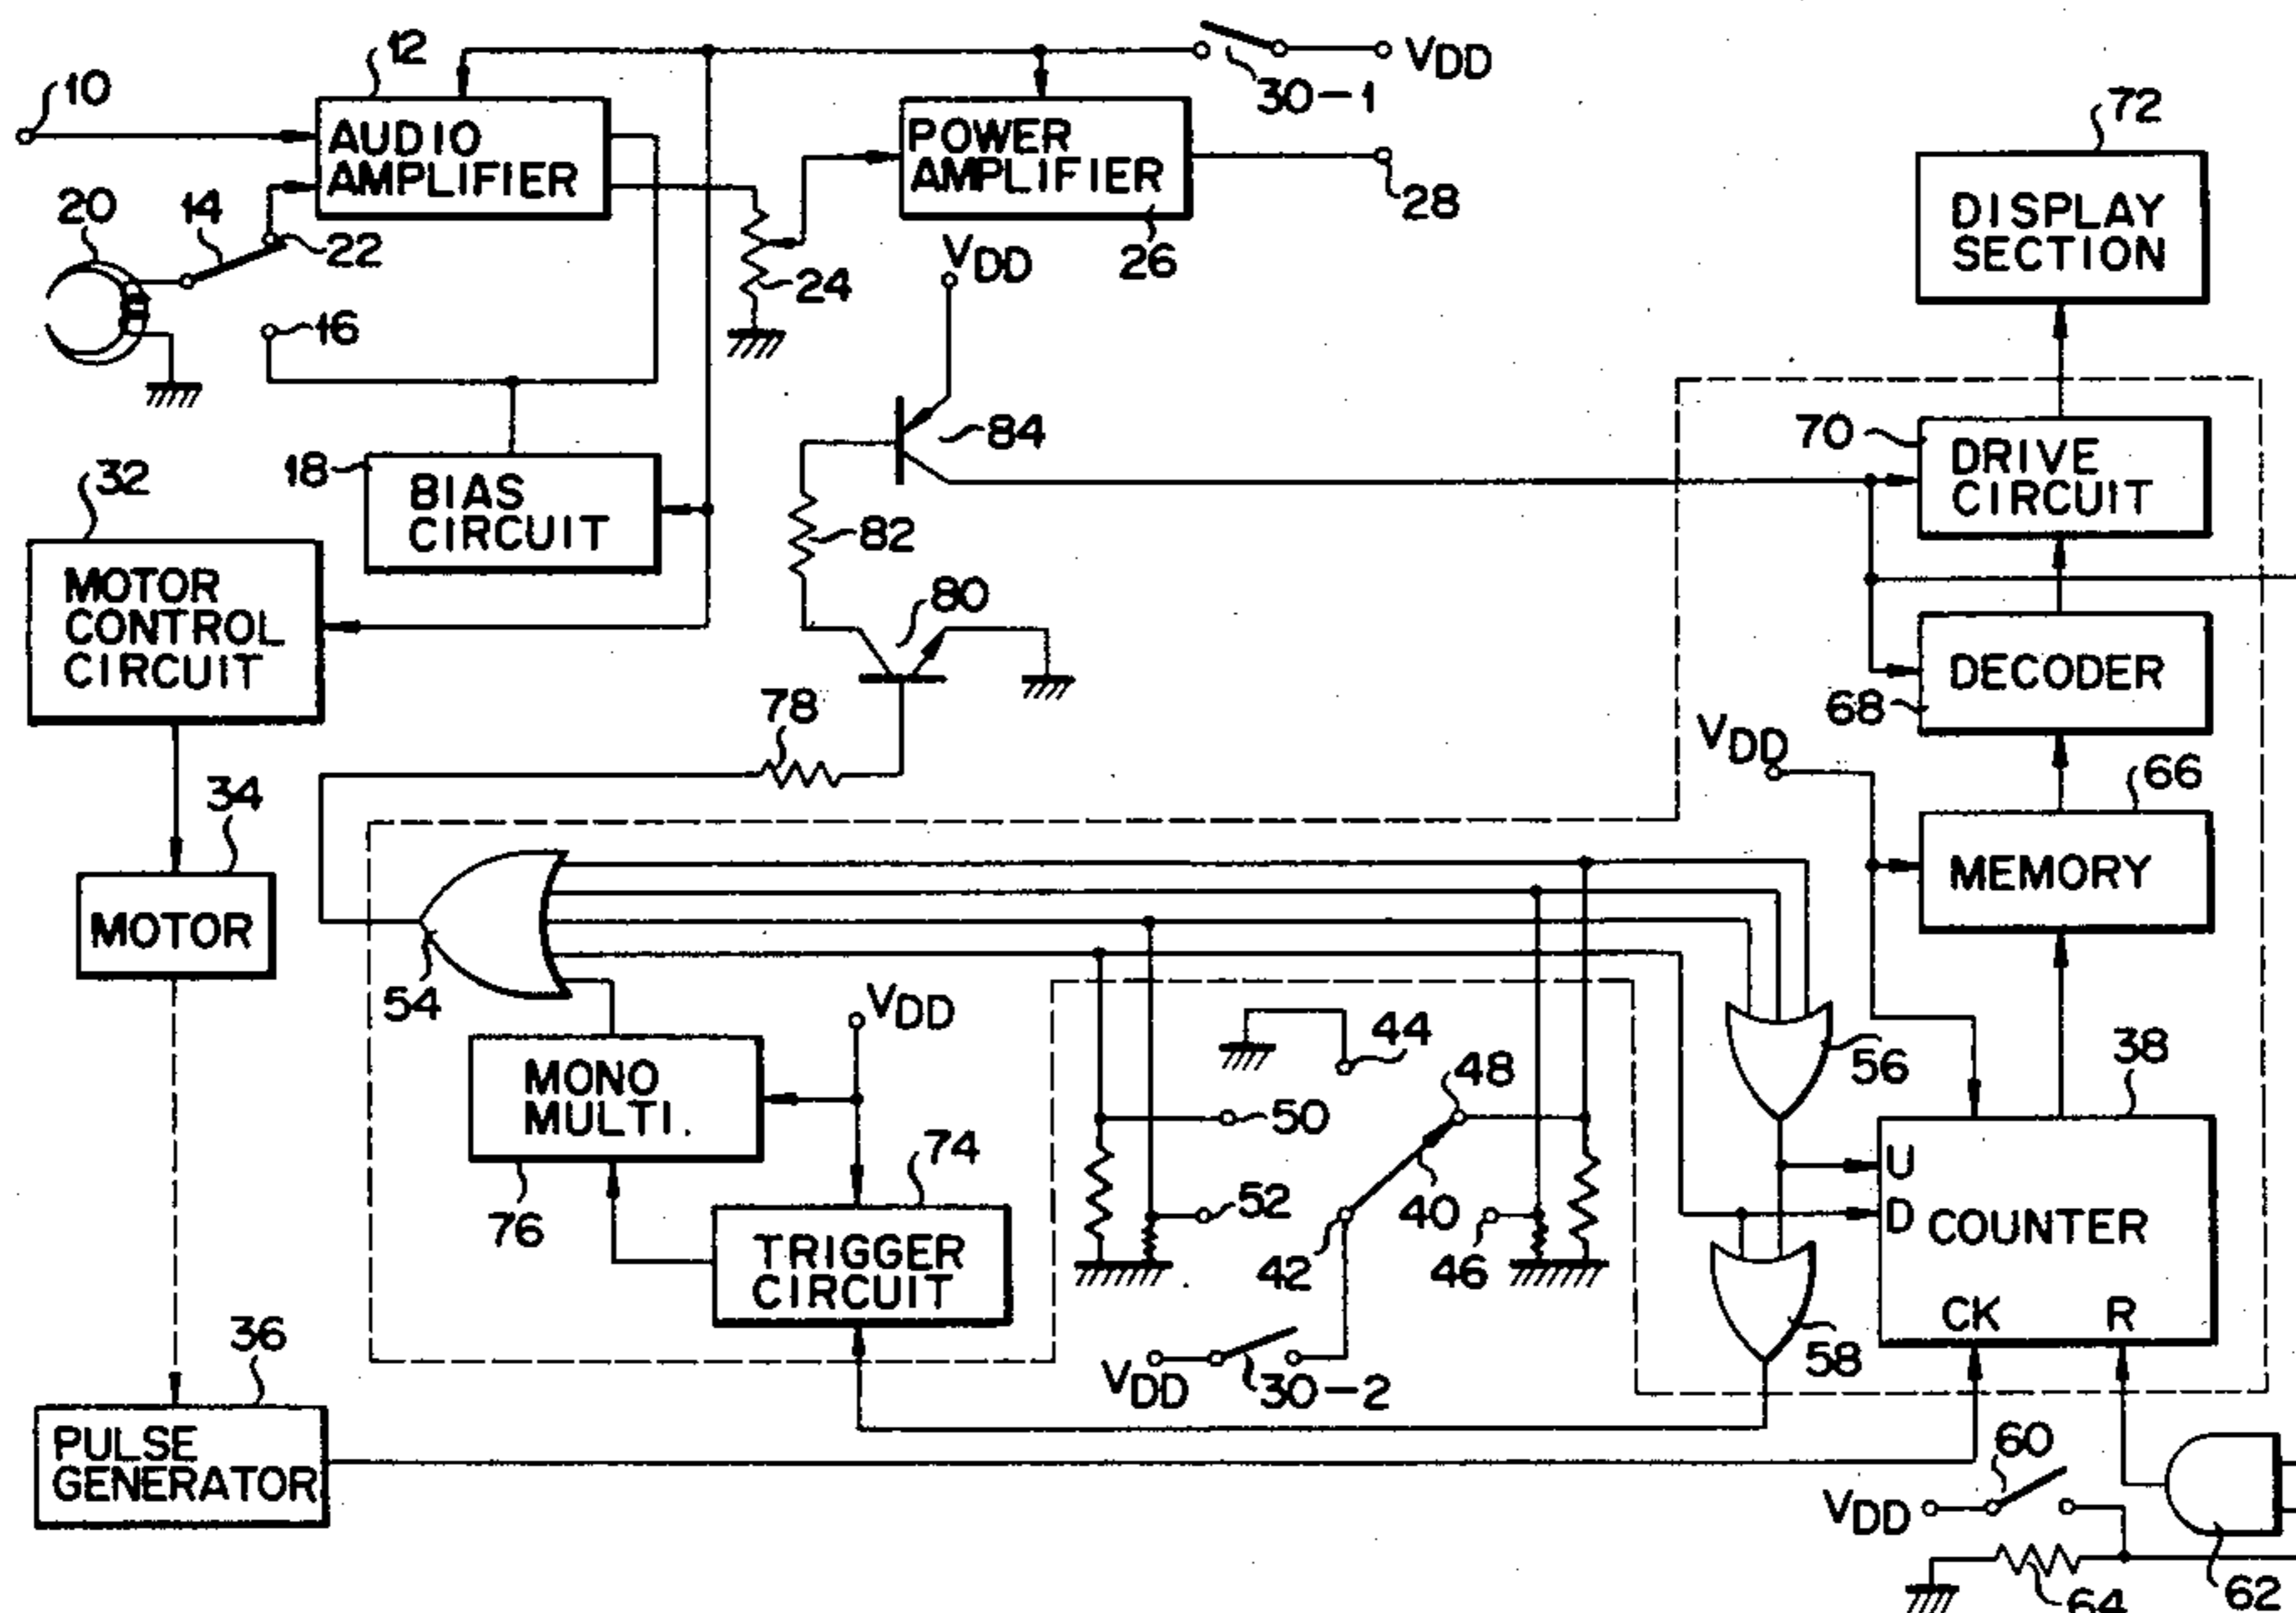 12
10
AUDIO
AMPLIFIER
POWER
AMPLIFIER
30-1
VDD
72
28
26
DISPLAY
SECTION
20
14
22
24
VDD
16
84
70
DRIVE
CIRCUIT
32
18
BIAS
CIRCUIT
82
MOTOR
CONTROL
CIRCUIT
80
DECODER
68
78
VDD
66
34
MEMORY
MOTOR
54
VDD
44
56
38
MONO
MULTI.
48
50
74
U
76
52
40
D
COUNTER
TRIGGER
CIRCUIT
42
46
CK
R
36
VDD
30-2
58
PULSE
GENERATOR
60
VDD
64
62